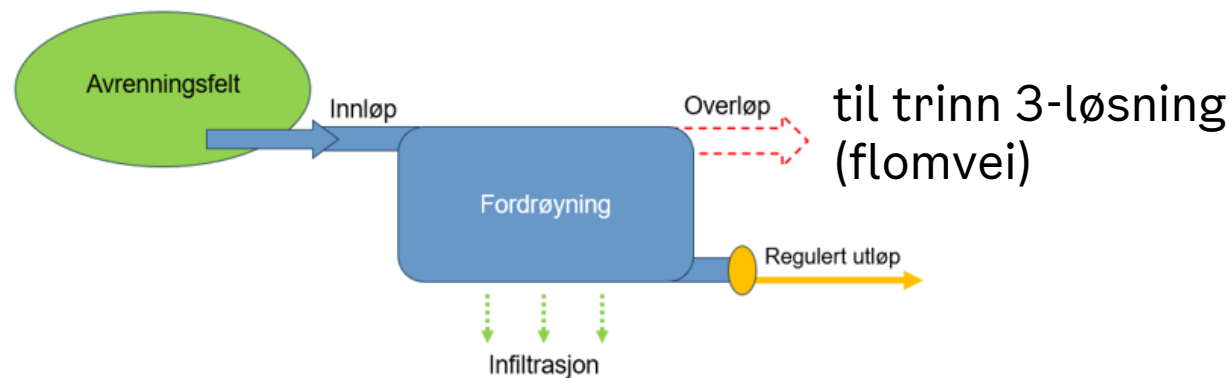 Avrenningsfelt
Innløp
Overløp
til trinn 3-løsning
(flomvei)
Fordrøyning
Regulert utløp
Infiltrasjon